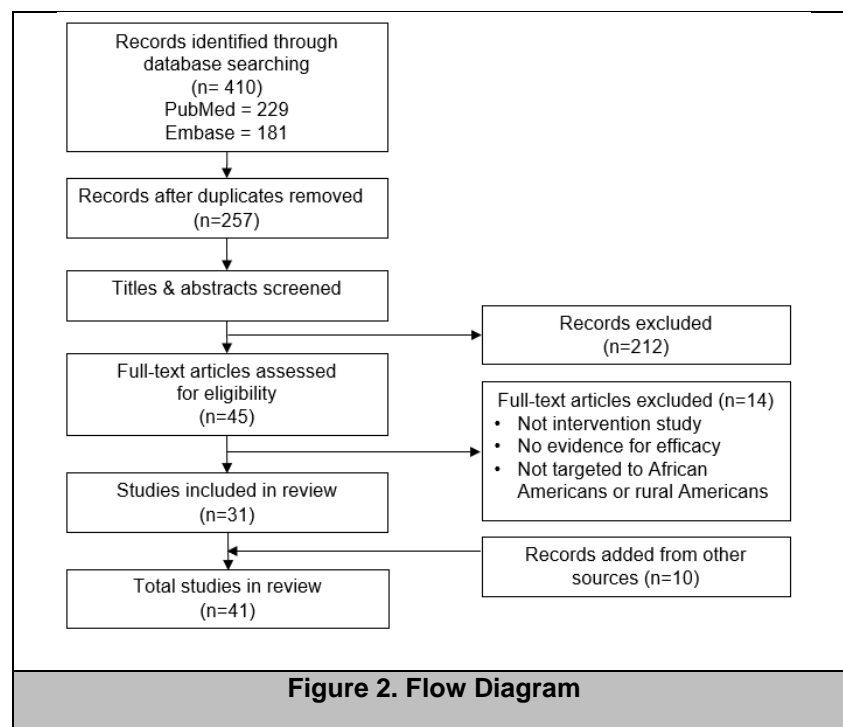 Records identified through
database searching
(n= 410)
PubMed = 229
Embase = 181
Records after duplicates removed
(n=257)
Titles & abstracts screened
Records excluded
(n=212)
Full-text articles assessed
for eligibility
(n=45)
Full-text articles excluded (n=14)
• Not intervention study
• No evidence for efficacy
• Not targeted to African
Americans or rural Americans
Studies included in review
(n=31)
Records added from other
sources (n=10)
Total studies in review
(n=41)
Figure 2. Flow Diagram